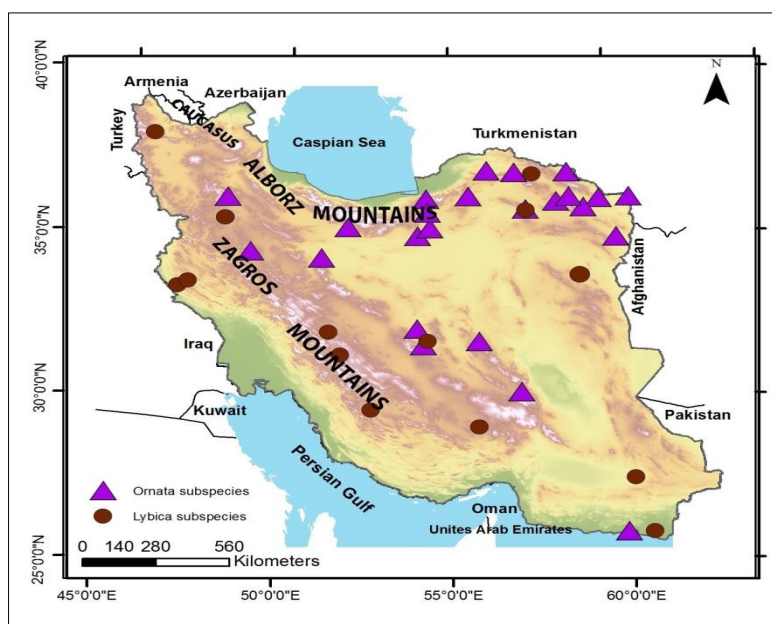 N
40°0'0"N
35°0'0"N
30°0'0"N
25°0'0"N
Armenia
Azerbaijan
Turkey
CAUCASUS
Caspian Sea
Turkmenistan
ALBORZ
MOUNTAINS
ZAGROS
MOUNTAINS
Afghanistan
Iraq
Kuwait
Pakistan
Persian Gulf
Oman
Unites Arab Emirates
Ornata subspecies
Lybica subspecies
0 140 280 560
Kilometers
45°0'0"E 50°0'0"E 55°0'0"E 60°0'0"E